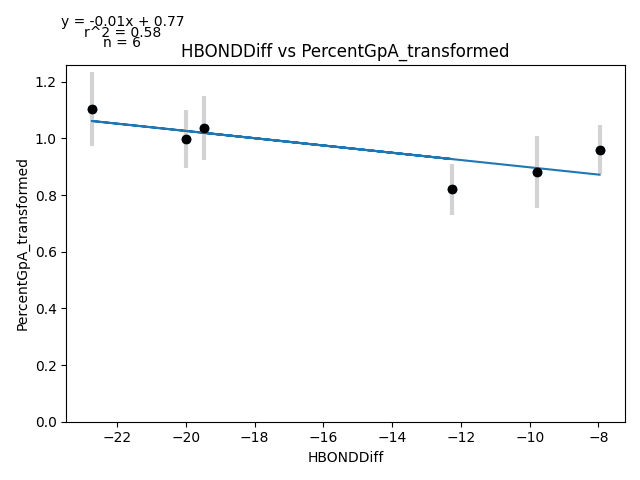 y = -0.01x + 0.77
r^2 = 0.58
n = 6
HBONDDiff vs PercentGpA_transformed
PercentGpA_transformed
1.2
1.0
0.8
0.6
0.4
0.2
0.0
−22
−20
−18
−16
−14
−12
−10
−8
HBONDDiff